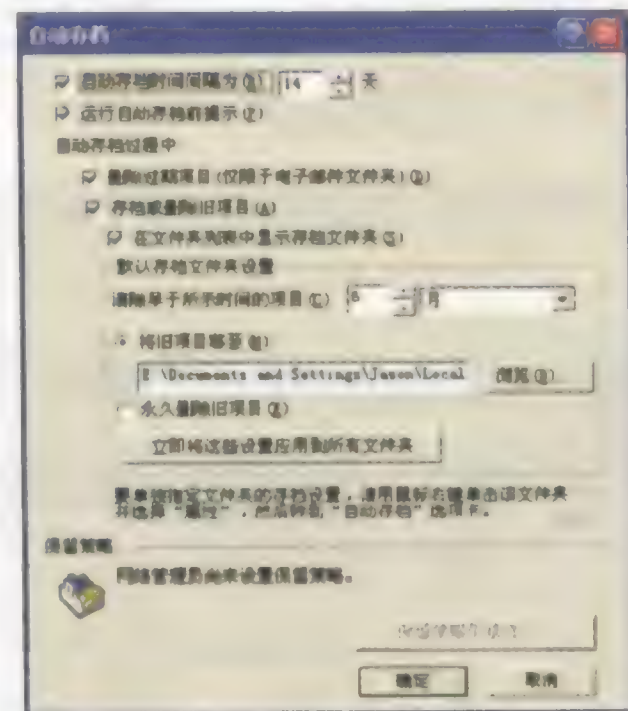 自动存档
自动存档时间间隔为(N) 14 天
运行自动存档前提示(P)
自动存档过程中
删除过期项目(仅限于电子邮件文件夹)(D)
存档或删除旧项目(A)
在文件夹列表中显示存档文件夹(S)
默认存档文件夹设置
清除早于所示时间的项目(C) 6 月
将旧项目移至(M)
E \Documents and Settings\Jason\Local 浏览(B)
永久删除旧项目(E)
立即将这些设置应用到所有文件夹
要单独指定文件夹的存档设置，请用鼠标右键单击该文件夹
并选择“属性”，然后转到“自动存档”选项卡。
保留策略
网络管理员尚未设置保留策略。
确定 取消